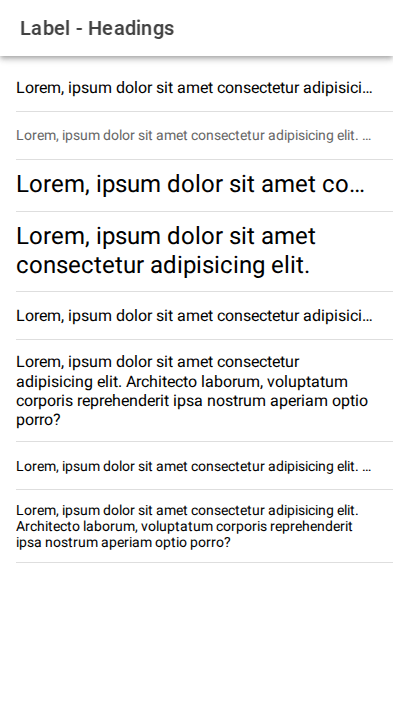 Label - Headings
Lorem, ipsum dolor sit amet consectetur adipisici...
Lorem, ipsum dolor sit amet consectetur adipisicing elit. ...
Lorem, ipsum dolor sit amet co...
Lorem, ipsum dolor sit amet
consectetur adipisicing elit.
Lorem, ipsum dolor sit amet consectetur adipisici...
Lorem, ipsum dolor sit amet consectetur
adipisicing elit. Architecto laborum, voluptatum
corporis reprehenderit ipsa nostrum aperiam optio
porro?
Lorem, ipsum dolor sit amet consectetur adipisicing elit. ...
Lorem, ipsum dolor sit amet consectetur adipisicing elit.
Architecto laborum, voluptatum corporis reprehenderit
ipsa nostrum aperiam optio porro?